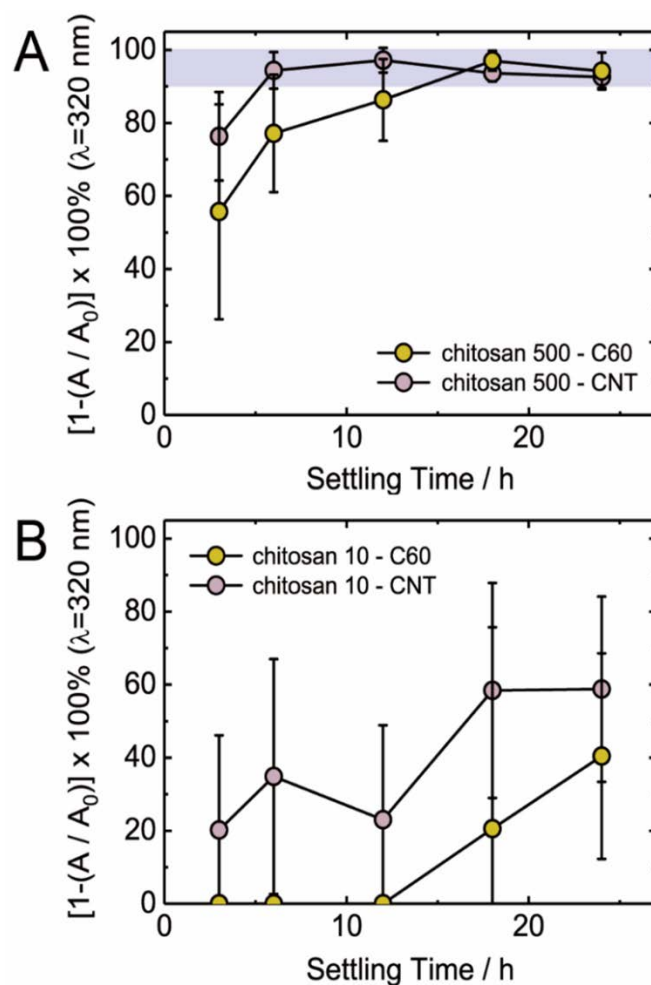 A
[1-(A / A₀)] x 100% (λ=320 nm)
100
80
60
40
20
0
chitosan 500 - C60
chitosan 500 - CNT
0
10
20
Settling Time / h
B
[1-(A / A₀)] x 100% (λ=320 nm)
100
80
60
40
20
0
chitosan 10 - C60
chitosan 10 - CNT
0
10
20
Settling Time / h